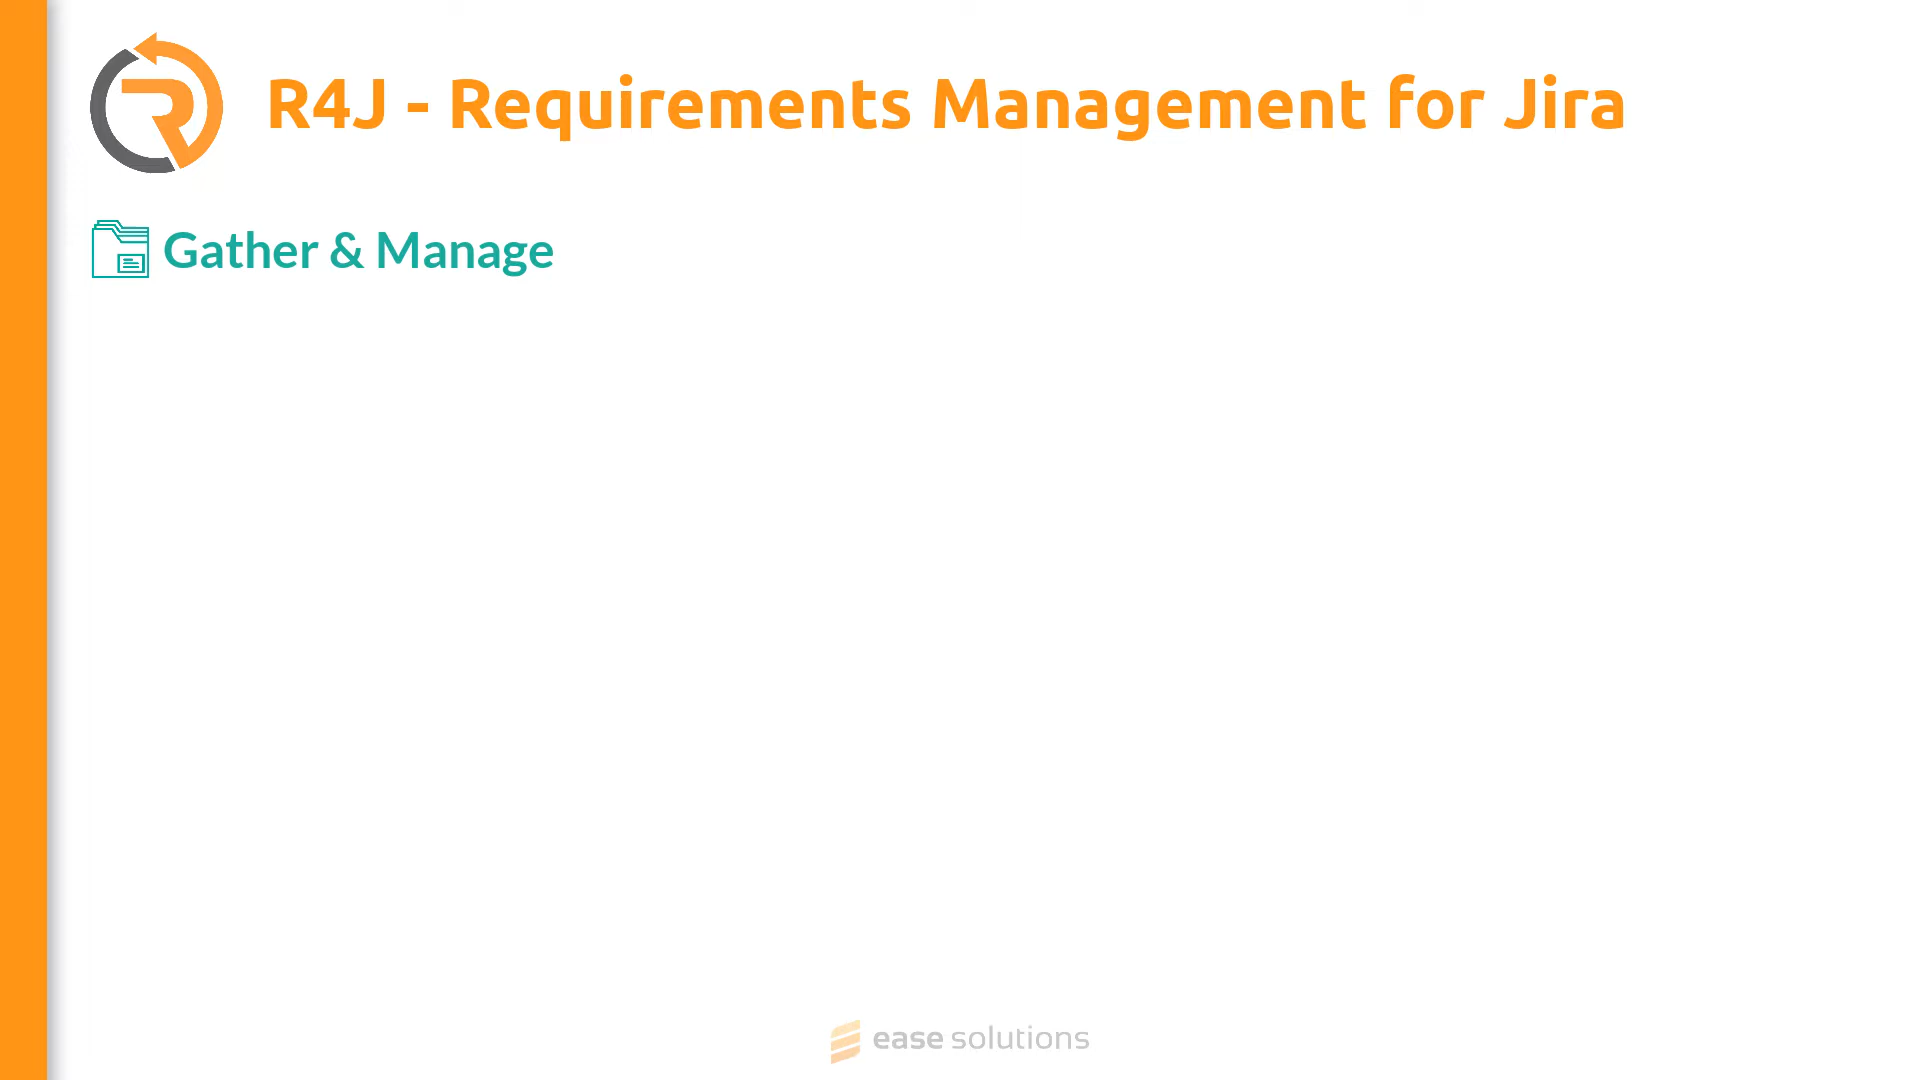 R4J - Requirements Management for Jira
Gather & Manage
ease solutions